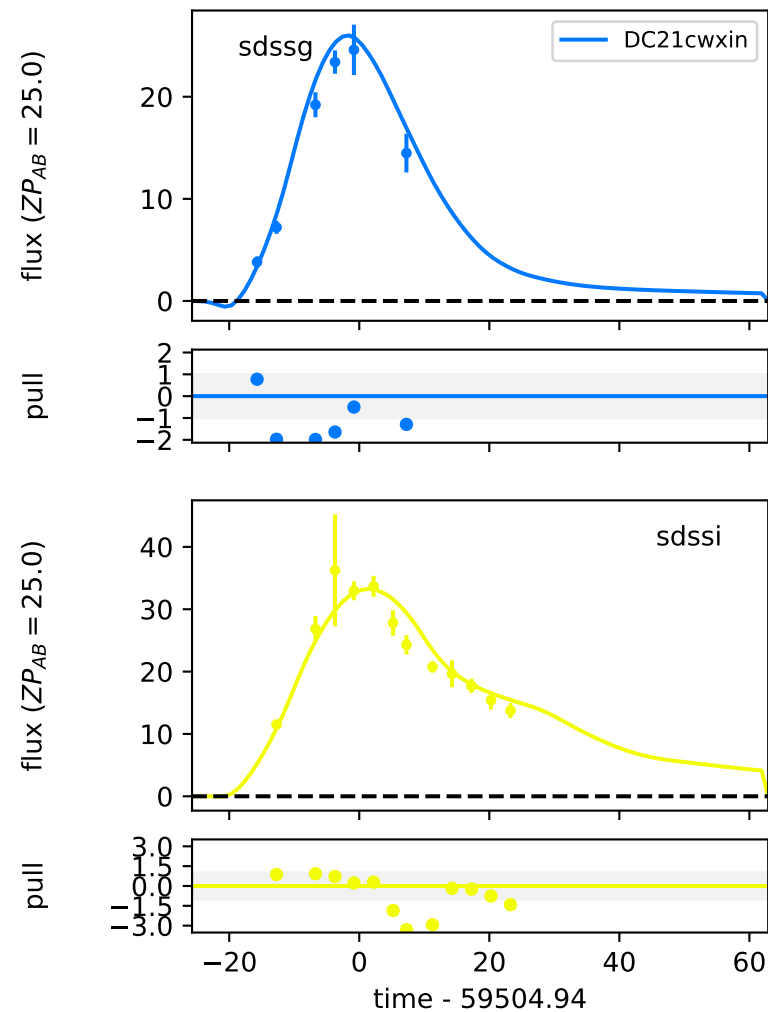 sdssg
DC21cwxin
flux ($ZP_{AB}$ = 25.0)
20
10
0
pull
2
1
0
−1
−2
sdssi
flux ($ZP_{AB}$ = 25.0)
40
30
20
10
0
pull
3.0
1.5
0.0
−1.5
−3.0
−20 0 20 40 60
time - 59504.94